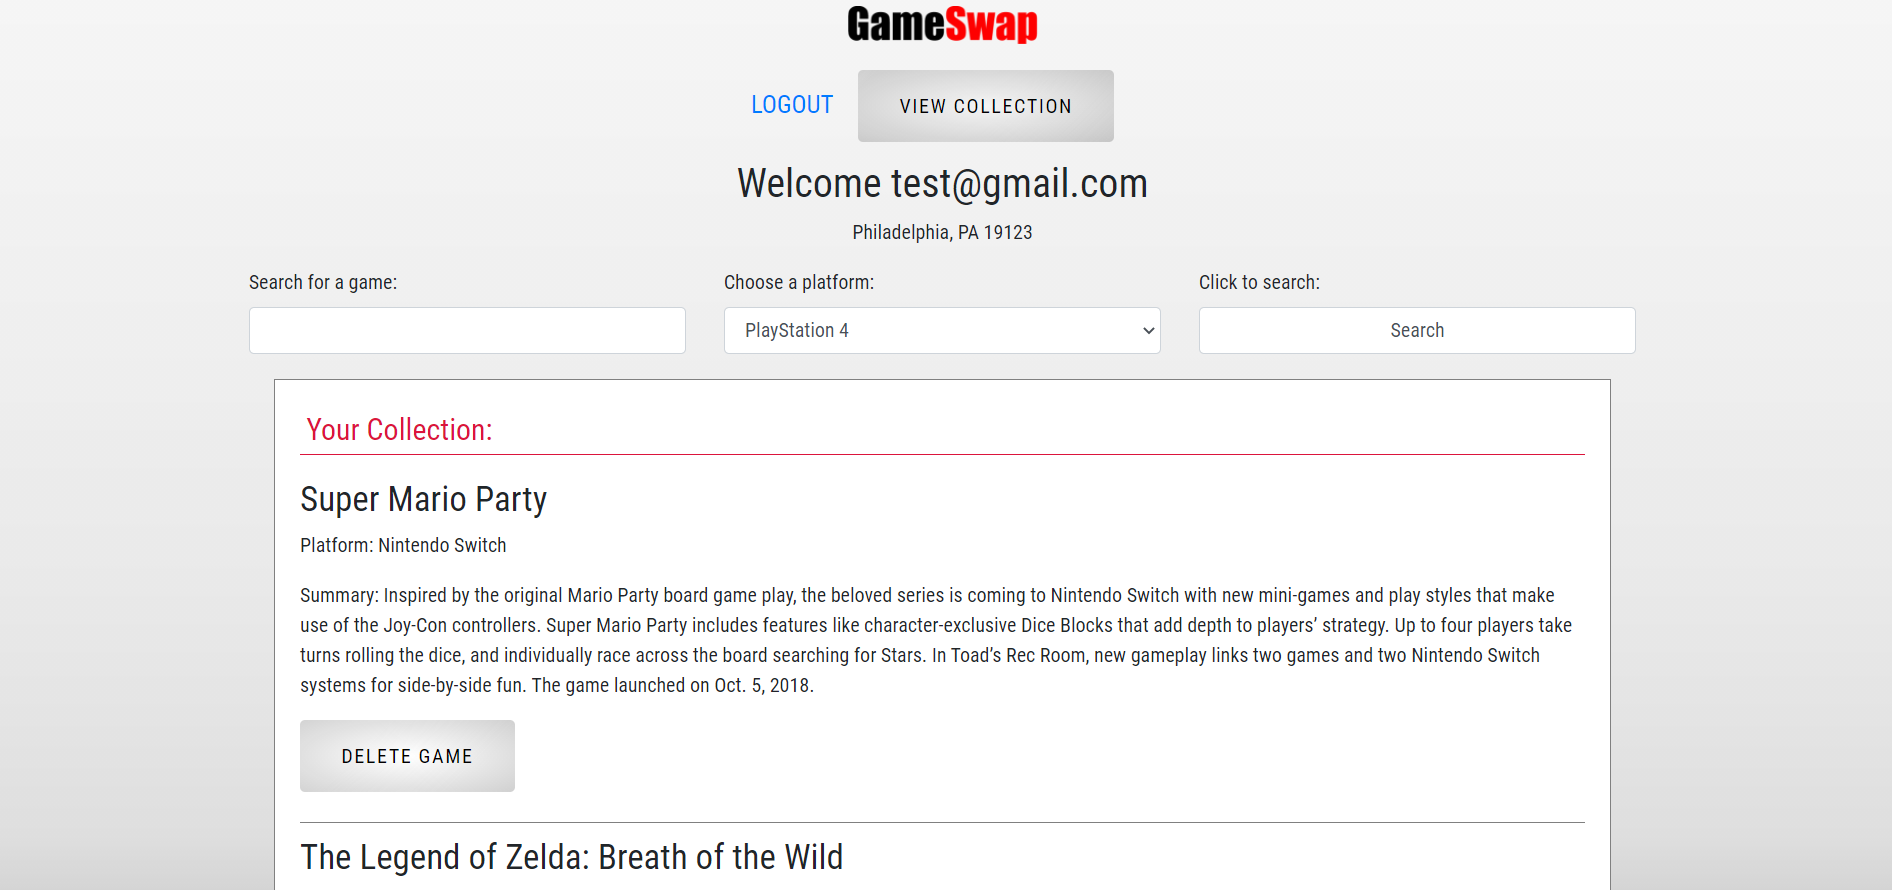 GameSwap
LOGOUT
VIEW COLLECTION
Welcome test@gmail.com
Philadelphia, PA 19123
Search for a game:
Choose a platform:
Click to search:
PlayStation 4
Search
Your Collection:
Super Mario Party
Platform: Nintendo Switch
Summary: Inspired by the original Mario Party board game play, the beloved series is coming to Nintendo Switch with new mini-games and play styles that make
use of the Joy-Con controllers. Super Mario Party includes features like character-exclusive Dice Blocks that add depth to players’ strategy. Up to four players take
turns rolling the dice, and individually race across the board searching for Stars. In Toad’s Rec Room, new gameplay links two games and two Nintendo Switch
systems for side-by-side fun. The game launched on Oct. 5, 2018.
DELETE GAME
The Legend of Zelda: Breath of the Wild